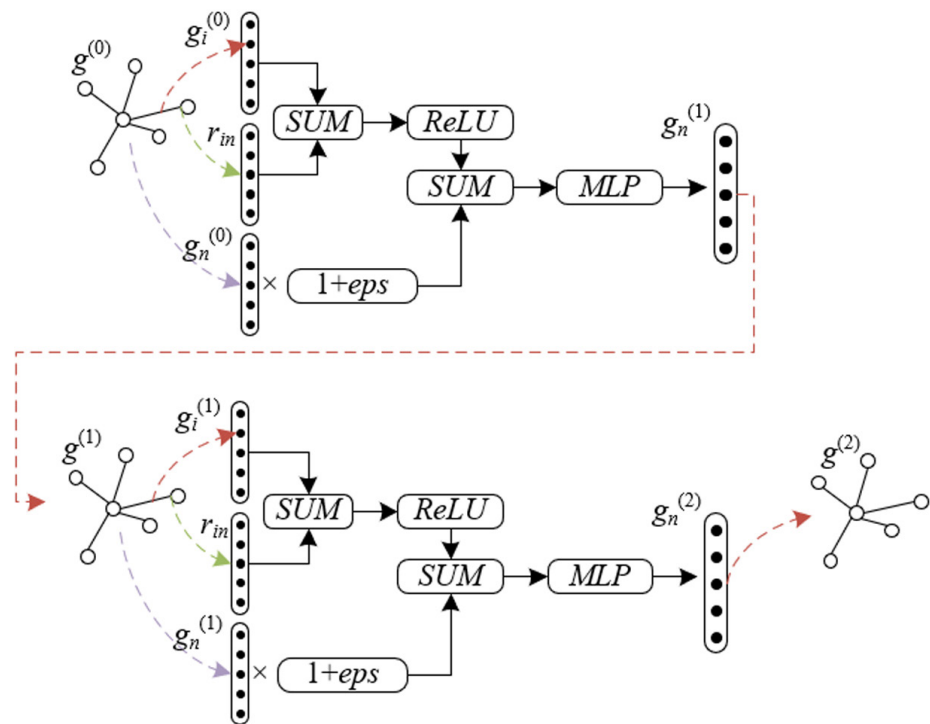 g^(0)
g_i^(0)
r_in
g_n^(0)
SUM
ReLU
SUM
MLP
g_n^(1)
× 1+eps
g^(1)
g_i^(1)
r_in
g_n^(1)
SUM
ReLU
SUM
MLP
g_n^(2)
g^(2)
× 1+eps